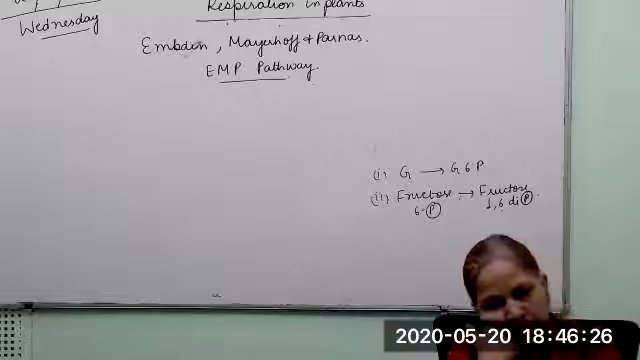 Respiration in plants
Wednesday
Embden, Mayerhoff & Parnas.
EMP Pathway.
(i) G → G 6 P
(ii) Fructose → Fructose
6-P 1,6 di P
2020-05-20 18:46:26